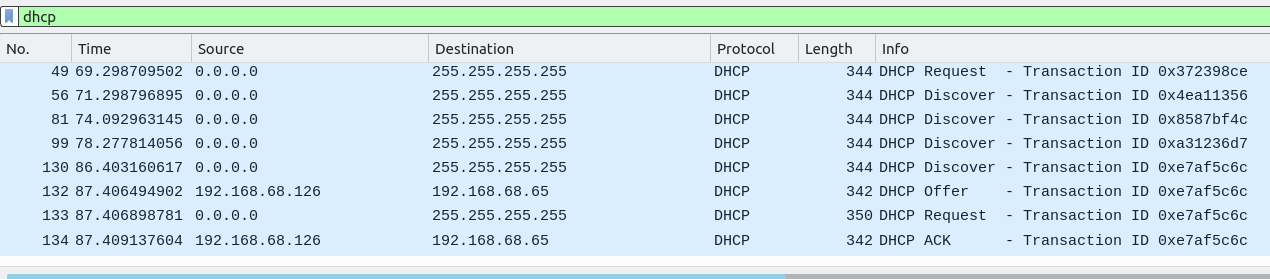 dhcp
No. Time Source Destination Protocol Length Info
49 69.298709502 0.0.0.0 255.255.255.255 DHCP 344 DHCP Request - Transaction ID 0x372398ce
56 71.298796895 0.0.0.0 255.255.255.255 DHCP 344 DHCP Discover - Transaction ID 0x4ea11356
81 74.092963145 0.0.0.0 255.255.255.255 DHCP 344 DHCP Discover - Transaction ID 0x8587bf4c
99 78.277814056 0.0.0.0 255.255.255.255 DHCP 344 DHCP Discover - Transaction ID 0xa31236d7
130 86.403160617 0.0.0.0 255.255.255.255 DHCP 344 DHCP Discover - Transaction ID 0xe7af5c6c
132 87.406494902 192.168.68.126 192.168.68.65 DHCP 342 DHCP Offer - Transaction ID 0xe7af5c6c
133 87.406898781 0.0.0.0 255.255.255.255 DHCP 350 DHCP Request - Transaction ID 0xe7af5c6c
134 87.409137604 192.168.68.126 192.168.68.65 DHCP 342 DHCP ACK - Transaction ID 0xe7af5c6c